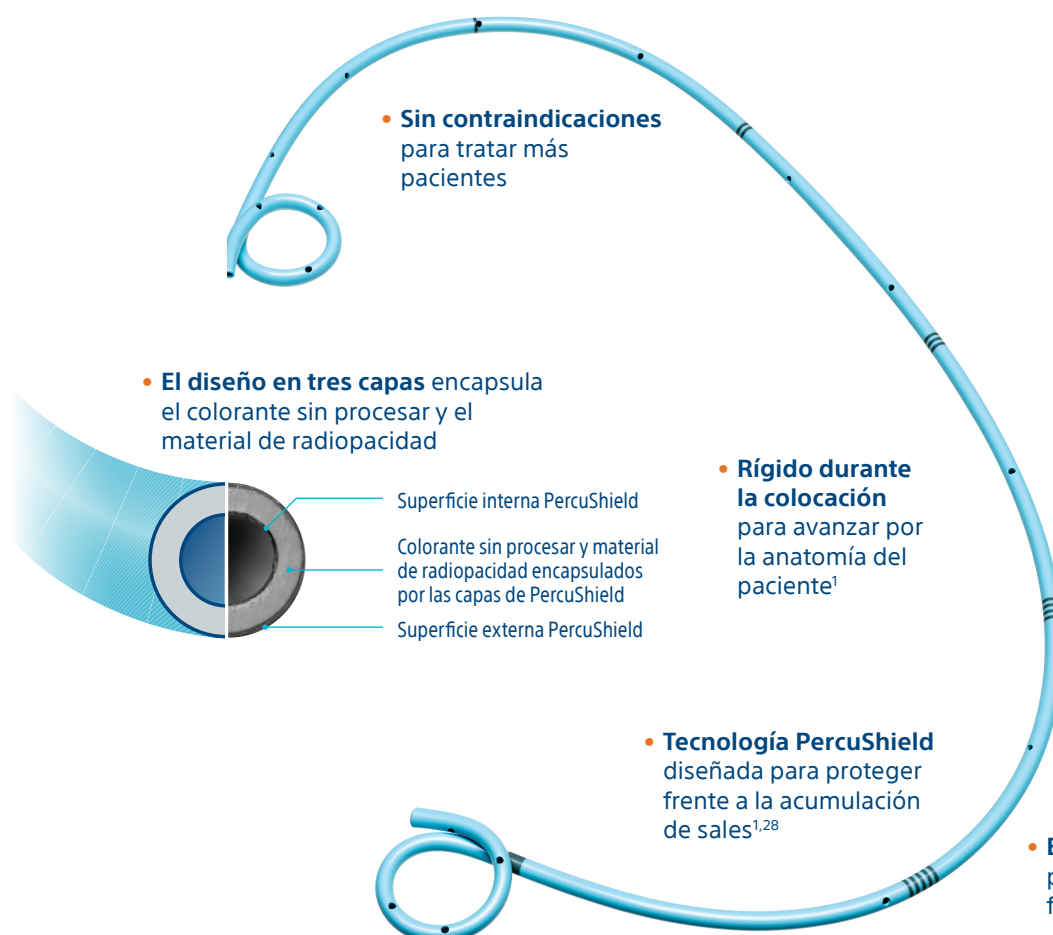 • Sin contraindicaciones
para tratar más
pacientes
• El diseño en tres capas encapsula
el colorante sin procesar y el
material de radiopacidad
Superficie interna PercuShield
Colorante sin procesar y material
de radiopacidad encapsulados
por las capas de PercuShield
Superficie externa PercuShield
• Rígido durante
la colocación
para avanzar por
la anatomía del
paciente¹
• Tecnología PercuShield
diseñada para proteger
frente a la acumulación
de sales¹,²⁸